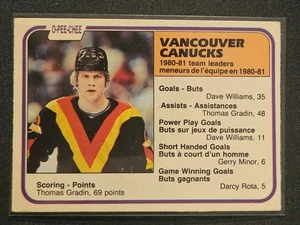 O-PEE-CHEE
VANCOUVER
CANUCKS
1980-81 team leaders
meneurs de l'équipe en 1980-81
Goals - Buts
Dave Williams, 35
Assists - Assistances
Thomas Gradin, 48
Power Play Goals
Buts sur jeux de puissance
Dave Williams, 11
Short Handed Goals
Buts à court d'un homme
Gerry Minor, 6
Game Winning Goals
Buts gagnants
Darcy Rota, 5
Scoring - Points
Thomas Gradin, 69 points